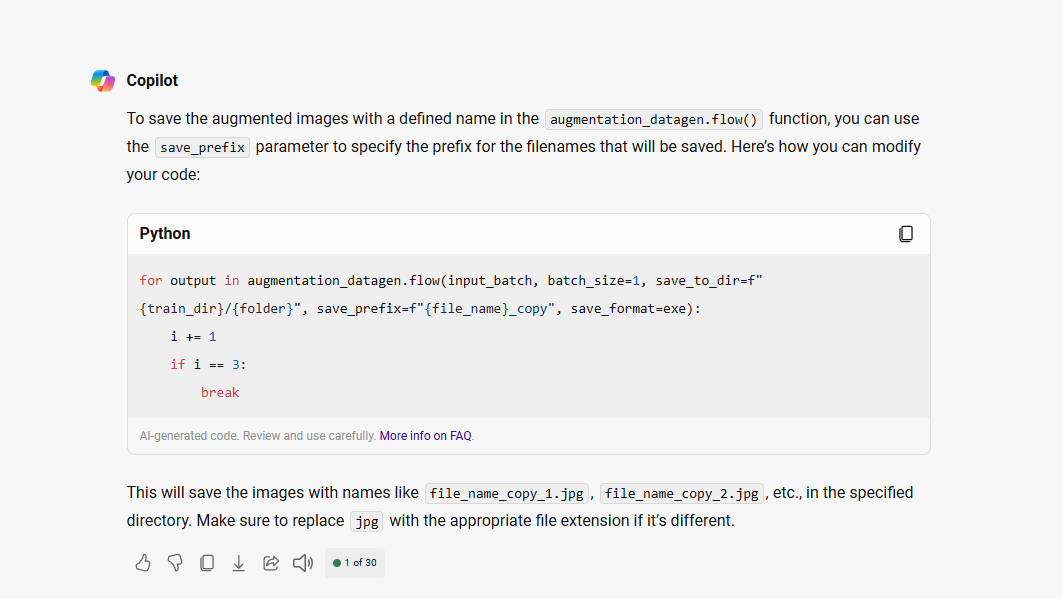 Copilot
To save the augmented images with a defined name in the augmentation_datagen.flow() function, you can use
the save_prefix parameter to specify the prefix for the filenames that will be saved. Here’s how you can modify
your code:
Python
for output in augmentation_datagen.flow(input_batch, batch_size=1, save_to_dir=f"
{train_dir}/{folder}", save_prefix=f"{file_name}_copy", save_format=exe):
    i += 1
    if i == 3:
        break
AI-generated code. Review and use carefully. More info on FAQ.
This will save the images with names like file_name_copy_1.jpg, file_name_copy_2.jpg, etc., in the specified
directory. Make sure to replace jpg with the appropriate file extension if it’s different.
1 of 30